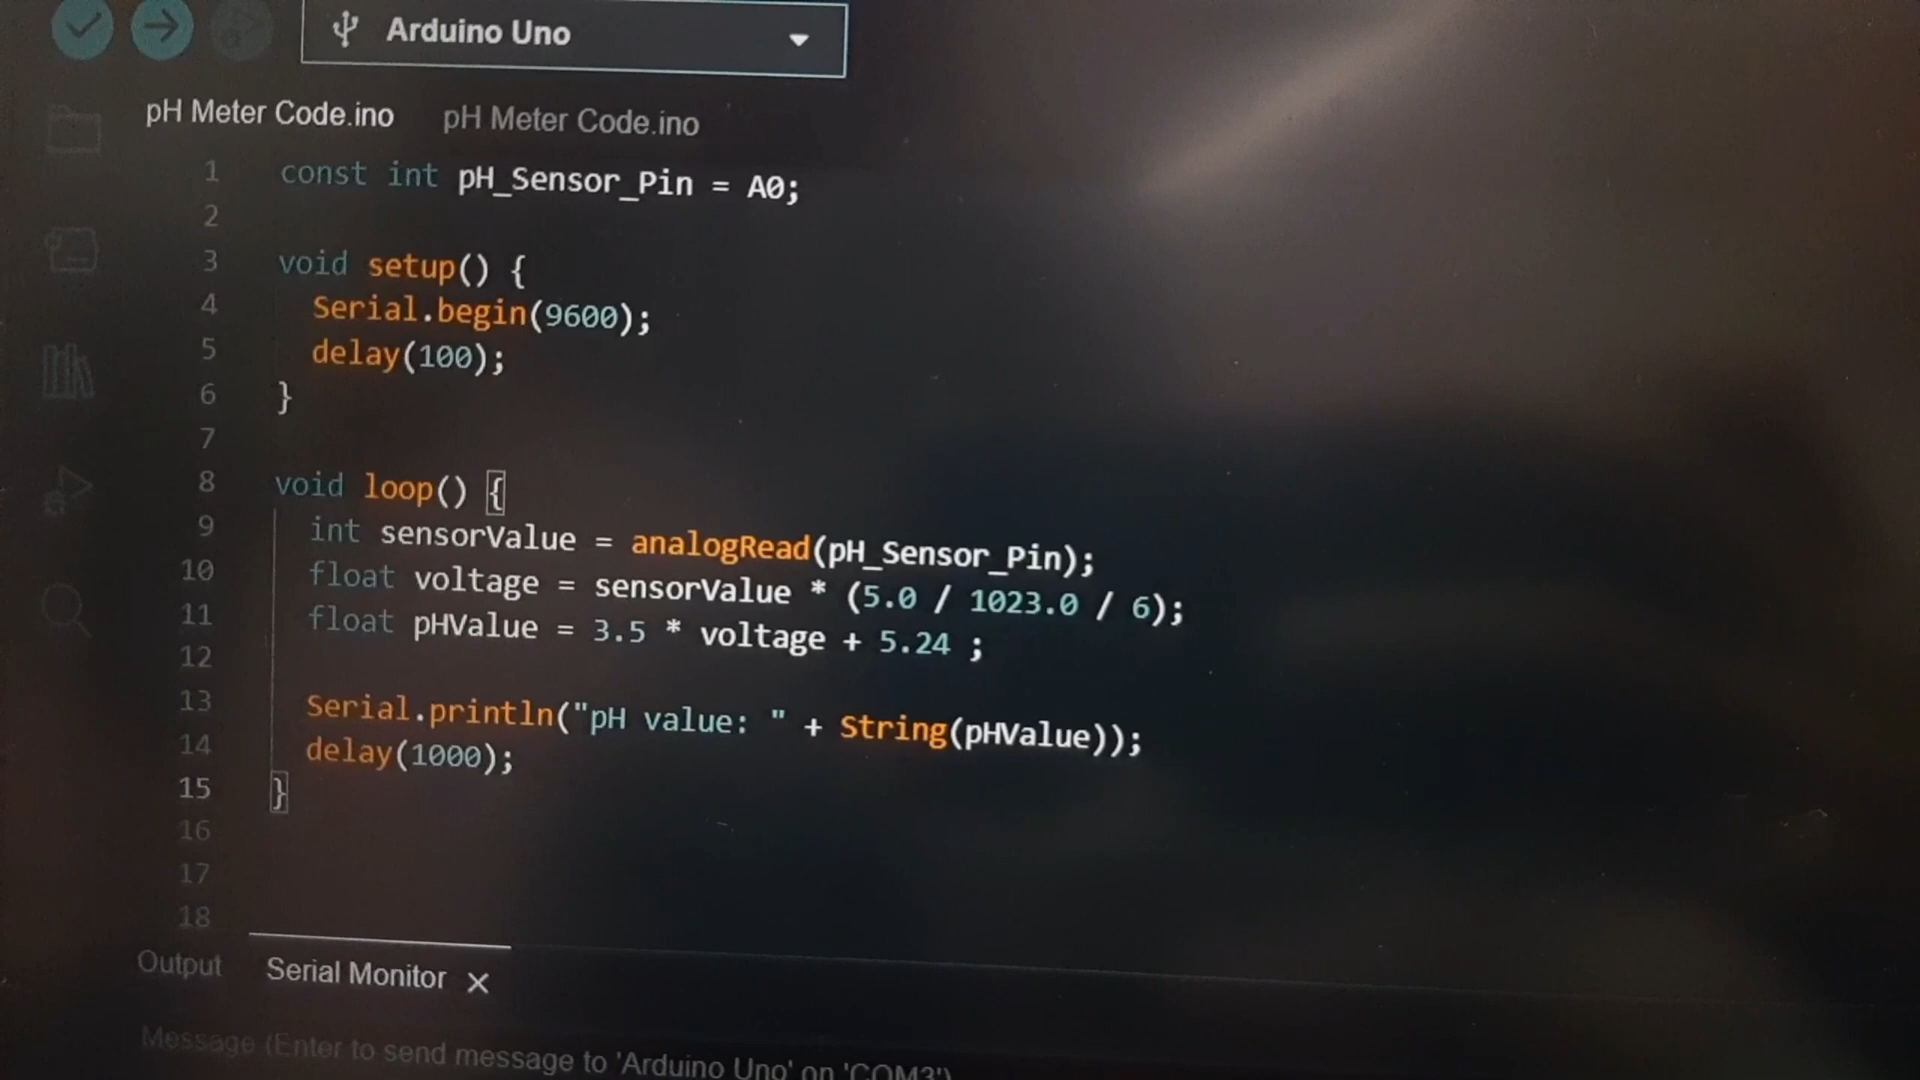 Arduino Uno
pH Meter Code.ino pH Meter Code.ino
1 const int pH_Sensor_Pin = A0;
2
3 void setup() {
4 Serial.begin(9600);
5 delay(100);
6 }
7
8 void loop() {
9 int sensorValue = analogRead(pH_Sensor_Pin);
10 float voltage = sensorValue * (5.0 / 1023.0 / 6);
11 float pHValue = 3.5 * voltage + 5.24 ;
12
13 Serial.println("pH value: " + String(pHValue));
14 delay(1000);
15 }
16
17
18
Output Serial Monitor X
Message (Enter to send message to 'Arduino Uno' on 'COM3')